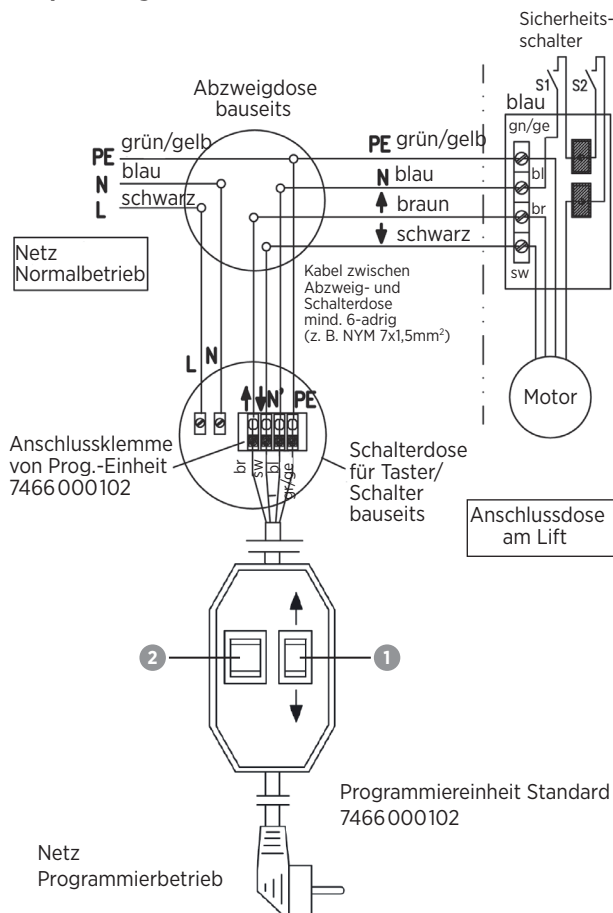 Sicherheits-
schalter
S1 S2
Abzweigdose
bauseits
blau
gn/ge
PE grün/gelb
N blau
L schwarz
PE grün/gelb
N blau
braun
schwarz
bl
br
sw
Netz
Normalbetrieb
Kabel zwischen
Abzweig- und
Schalterdose
mind. 6-adrig
(z. B. NYM 7x1,5mm²)
Motor
L N
N' PE
Anschlussklemme
von Prog.-Einheit
7466 000102
br sw bl gr/ge
Schalterdose
für Taster/
Schalter
bauseits
Anschlussdose
am Lift
2 1
Programmiereinheit Standard
7466 000102
Netz
Programmierbetrieb